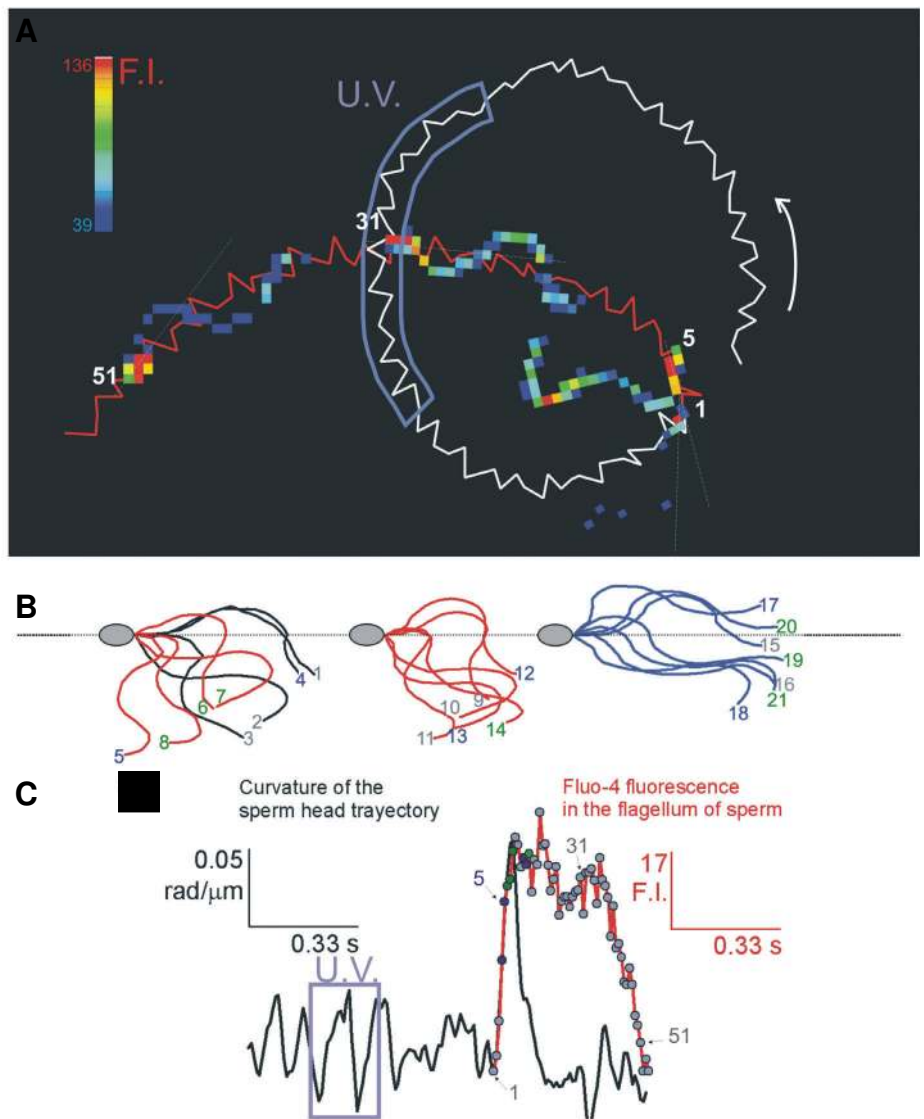 A
136
F.I.
39
U.V.
31
5
51
1
B
4 1
6 7
2
3
8
5
12
9
10
11 13 14
17
20
15
19
16
21
18
C
Curvature of the
sperm head trayectory
Fluo-4 fluorescence
in the flagellum of sperm
0.05
rad/μm
0.33 s
U.V.
5
31
17
F.I.
0.33 s
51
1